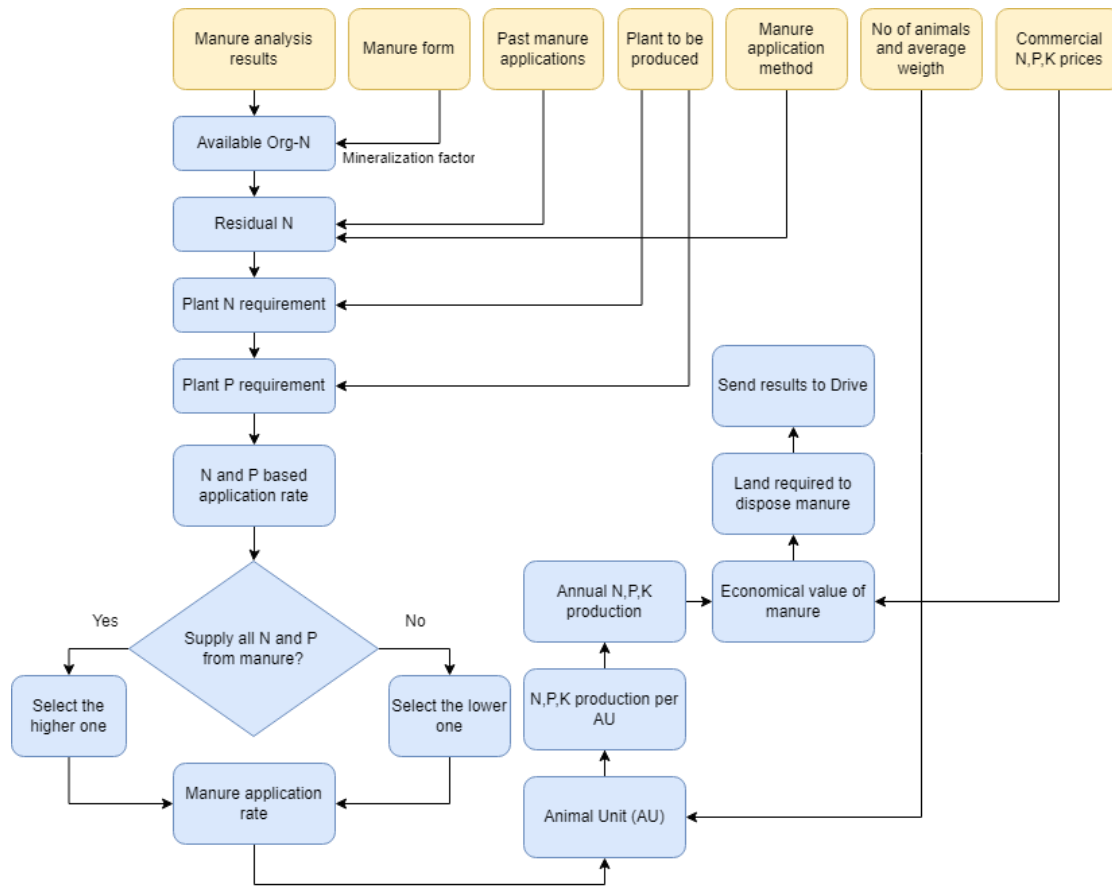 Manure analysis
results
Manure form
Past manure
applications
Plant to be
produced
Manure
application
method
No of animals
and average
weigth
Commercial
N,P,K prices
Available Org-N
Mineralization factor
Residual N
Plant N requirement
Plant P requirement
N and P based
application rate
Supply all N and P
from manure?
Yes
No
Select the
higher one
Select the lower
one
Manure application
rate
Animal Unit (AU)
N,P,K production per
AU
Annual N,P,K
production
Economical value of
manure
Land required to
dispose manure
Send results to Drive